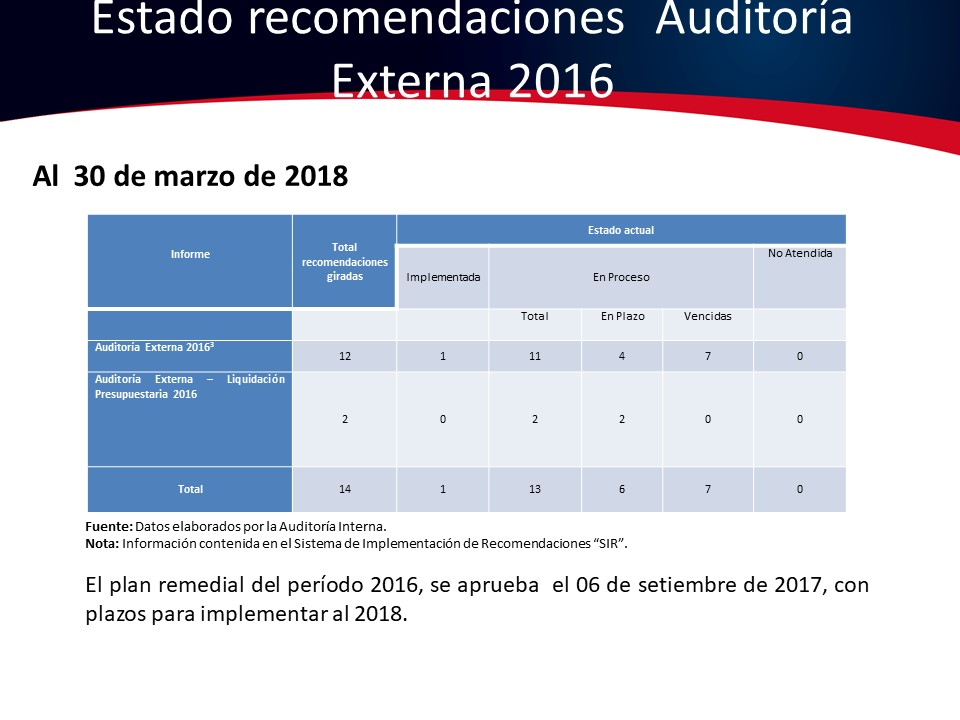 Estado recomendaciones  Auditoría
Externa 2016
Al  30 de marzo de 2018
Informe
Total
recomendaciones
giradas
Estado actual
Implementada
En Proceso
No Atendida
Total
En Plazo
Vencidas
Auditoría Externa 2016³
12
1
11
4
7
0
Auditoría Externa – Liquidación
Presupuestaria 2016
2
0
2
2
0
0
Total
14
1
13
6
7
0
Fuente: Datos elaborados por la Auditoría Interna.
Nota: Información contenida en el Sistema de Implementación de Recomendaciones “SIR”.
El plan remedial del período 2016, se aprueba  el 06 de setiembre de 2017, con
plazos para implementar al 2018.